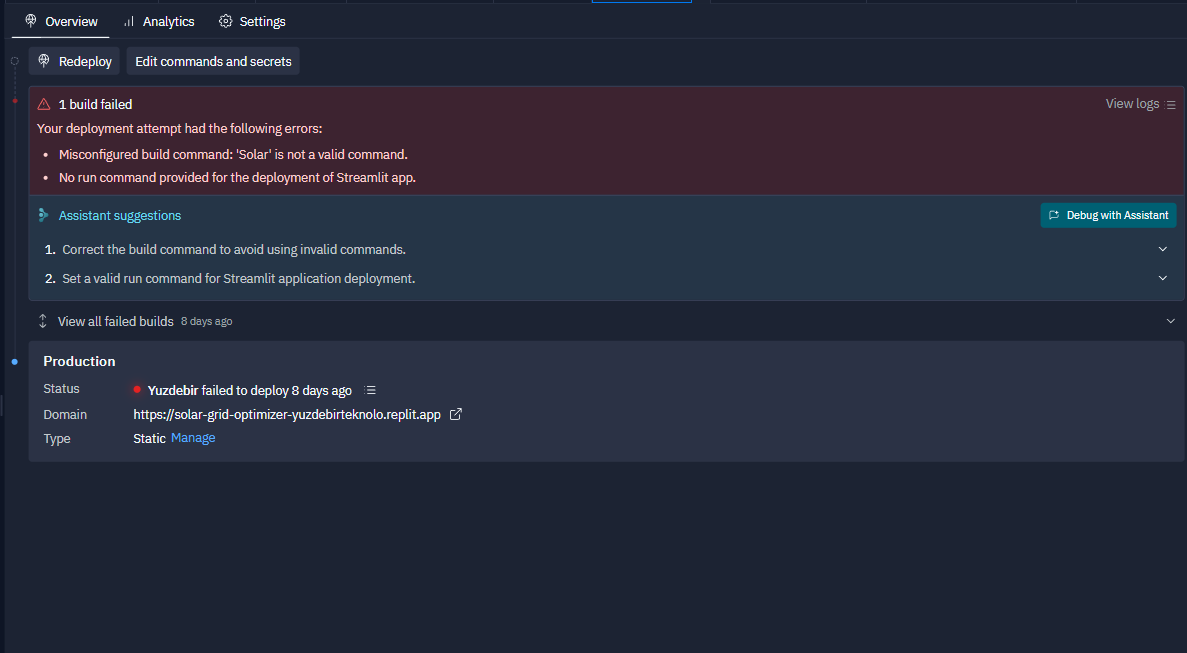 Overview Analytics Settings
Redeploy Edit commands and secrets
1 build failed View logs
Your deployment attempt had the following errors:
• Misconfigured build command: 'Solar' is not a valid command.
• No run command provided for the deployment of Streamlit app.
Assistant suggestions Debug with Assistant
1. Correct the build command to avoid using invalid commands.
2. Set a valid run command for Streamlit application deployment.
View all failed builds 8 days ago
Production
Status Yuzdebir failed to deploy 8 days ago
Domain https://solar-grid-optimizer-yuzdebirteknolo.replit.app
Type Static Manage